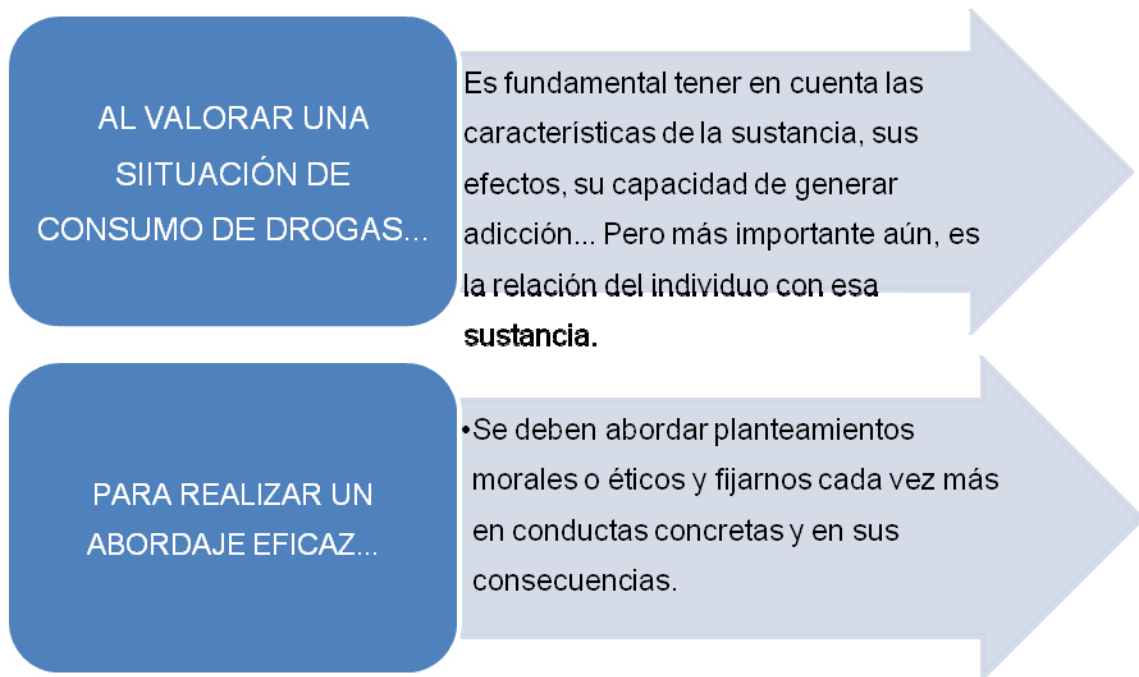 AL VALORAR UNA
SIITUACIÓN DE
CONSUMO DE DROGAS...
Es fundamental tener en cuenta las
características de la sustancia, sus
efectos, su capacidad de generar
adicción... Pero más importante aún, es
la relación del individuo con esa
sustancia.
PARA REALIZAR UN
ABORDAJE EFICAZ...
•Se deben abordar planteamientos
morales o éticos y fijarnos cada vez más
en conductas concretas y en sus
consecuencias.